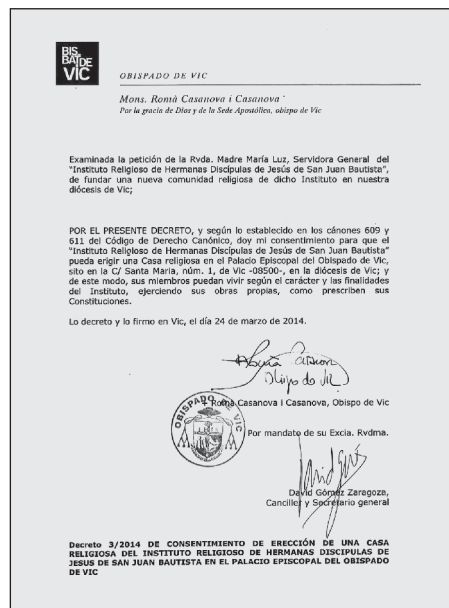 BIS
BAT DE
VIC
OBISPADO DE VIC
Mons. Romà Casanova i Casanova
Por la gracia de Dios y de la Sede Apostólica, obispo de Vic
Examinada la petición de la Rvda. Madre María Luz, Servidora General del
"Instituto Religioso de Hermanas Discípulas de Jesús de San Juan Bautista",
de fundar una nueva comunidad religiosa de dicho Instituto en nuestra
diócesis de Vic;
POR EL PRESENTE DECRETO, y según lo establecido en los cánones 609 y
611 del Código de Derecho Canónico, doy mi consentimiento para que el
"Instituto Religioso de Hermanas Discípulas de Jesús de San Juan Bautista"
pueda erigir una Casa religiosa en el Palacio Episcopal del Obispado de Vic,
sito en la C/ Santa Maria, núm. 1, de Vic -08500-, en la diócesis de Vic; y
de este modo, sus miembros puedan vivir según el carácter y las finalidades
del Instituto, ejerciendo sus obras propias, como prescriben sus
Constituciones.
Lo decreto y lo firmo en Vic, el día 24 de marzo de 2014.
Romà Casanova
Obispo de Vic
+ Romà Casanova i Casanova, Obispo de Vic
OBISPADO DE VIC
Por mandato de su Excia. Rvdma.
David Gómez Zaragoza,
Canciller y Secretario general
Decreto 3/2014 DE CONSENTIMIENTO DE ERECCIÓN DE UNA CASA
RELIGIOSA DEL INSTITUTO RELIGIOSO DE HERMANAS DISCIPULAS DE
JESUS DE SAN JUAN BAUTISTA EN EL PALACIO EPISCOPAL DEL OBISPADO
DE VIC